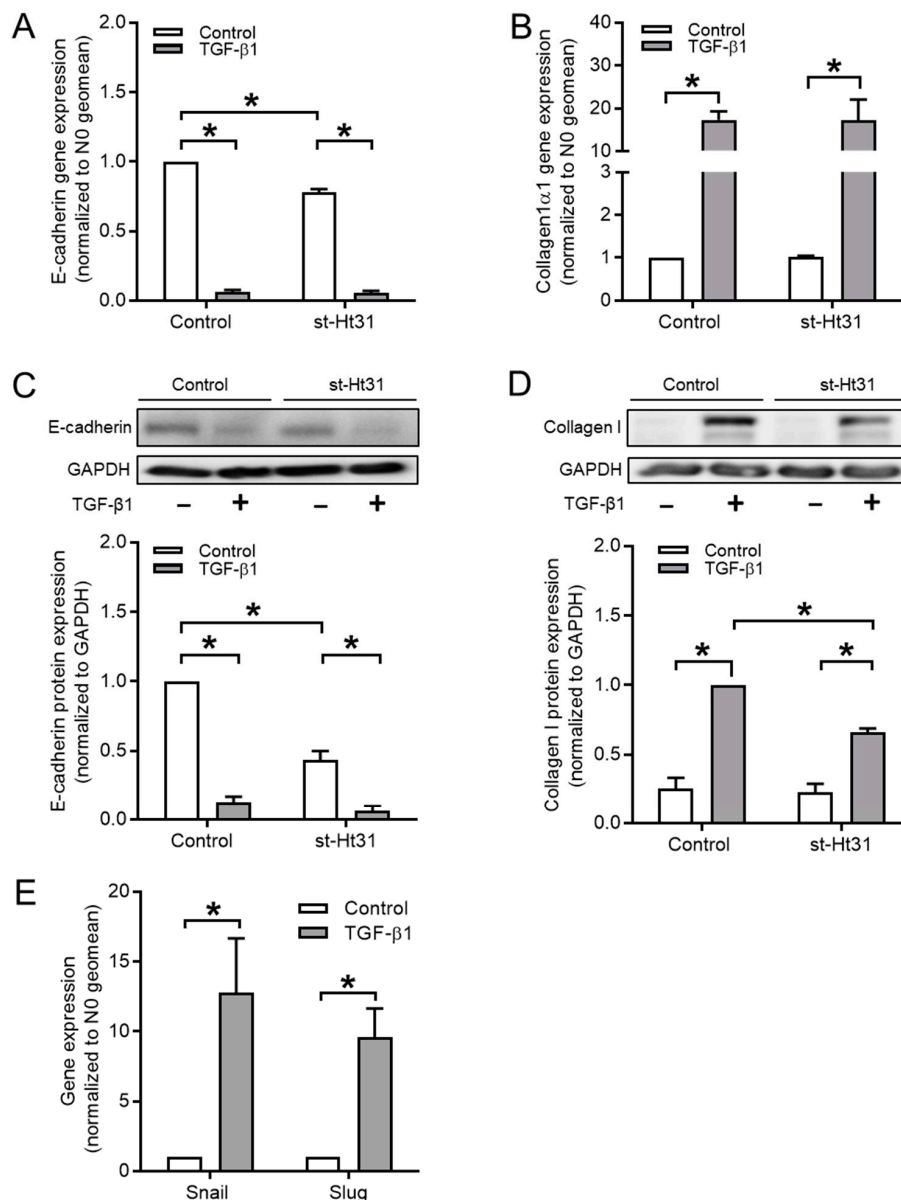 A
E-cadherin gene expression
(normalized to N0 geomean)
2.0
1.5
1.0
0.5
0.0
Control
TGF-β1
*
*
*
Control
st-Ht31
B
Collagen1α1 gene expression
(normalized to N0 geomean)
40
30
20
10
3
2
1
0
Control
TGF-β1
*
*
Control
st-Ht31
C
Control
st-Ht31
E-cadherin
GAPDH
TGF-β1
– + – +
E-cadherin protein expression
(normalized to GAPDH)
2.0
1.5
1.0
0.5
0.0
Control
TGF-β1
*
*
*
Control
st-Ht31
D
Control
st-Ht31
Collagen I
GAPDH
TGF-β1
– + – +
Collagen I protein expression
(normalized to GAPDH)
2.0
1.5
1.0
0.5
0.0
Control
TGF-β1
*
*
*
Control
st-Ht31
E
Gene expression
(normalized to N0 geomean)
20
15
10
5
0
Control
TGF-β1
*
*
Snail
Slug